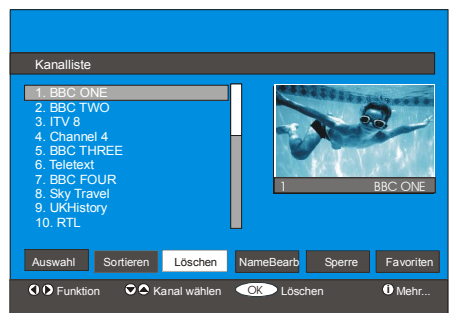 Kanalliste
1. BBC ONE
2. BBC TWO
3. ITV 8
4. Channel 4
5. BBC THREE
6. Teletext
7. BBC FOUR
8. Sky Travel
9. UKHistory
10. RTL
1 BBC ONE
Auswahl Sortieren Löschen NameBearb Sperre Favoriten
Funktion Kanal wählen OK Löschen i Mehr...